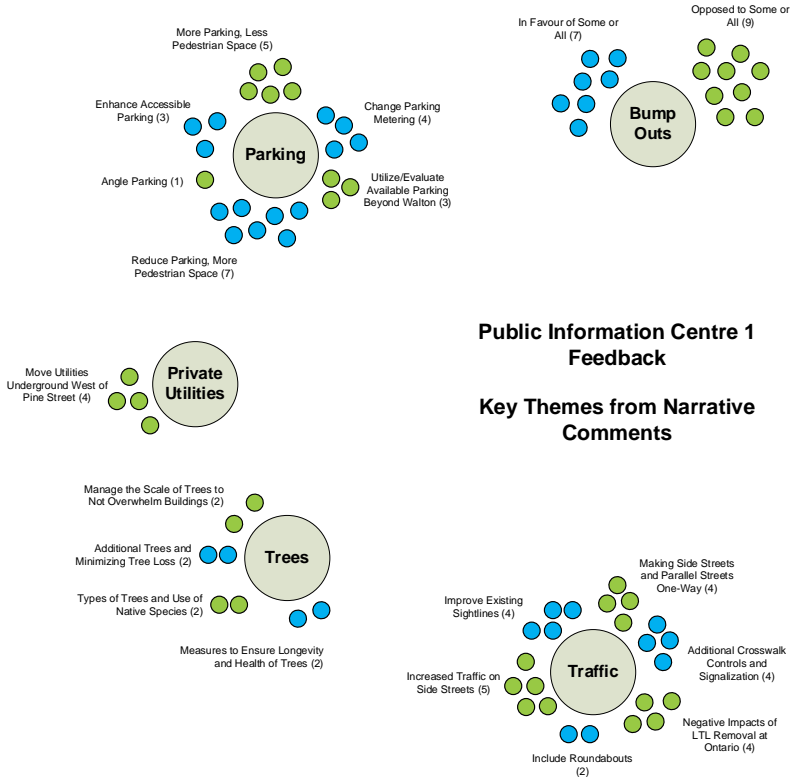 More Parking, Less
Pedestrian Space (5)
Enhance Accessible
Parking (3)
Change Parking
Metering (4)
Parking
Angle Parking (1)
Utilize/Evaluate
Available Parking
Beyond Walton (3)
Reduce Parking, More
Pedestrian Space (7)
In Favour of Some or
All (7)
Opposed to Some or
All (9)
Bump
Outs
Public Information Centre 1
Feedback
Key Themes from Narrative
Comments
Move Utilities
Underground West of
Pine Street (4)
Private
Utilities
Manage the Scale of Trees to
Not Overwhelm Buildings (2)
Additional Trees and
Minimizing Tree Loss (2)
Trees
Types of Trees and Use of
Native Species (2)
Measures to Ensure Longevity
and Health of Trees (2)
Making Side Streets
and Parallel Streets
One-Way (4)
Improve Existing
Sightlines (4)
Additional Crosswalk
Controls and
Signalization (4)
Traffic
Increased Traffic on
Side Streets (5)
Negative Impacts of
LTL Removal at
Ontario (4)
Include Roundabouts
(2)